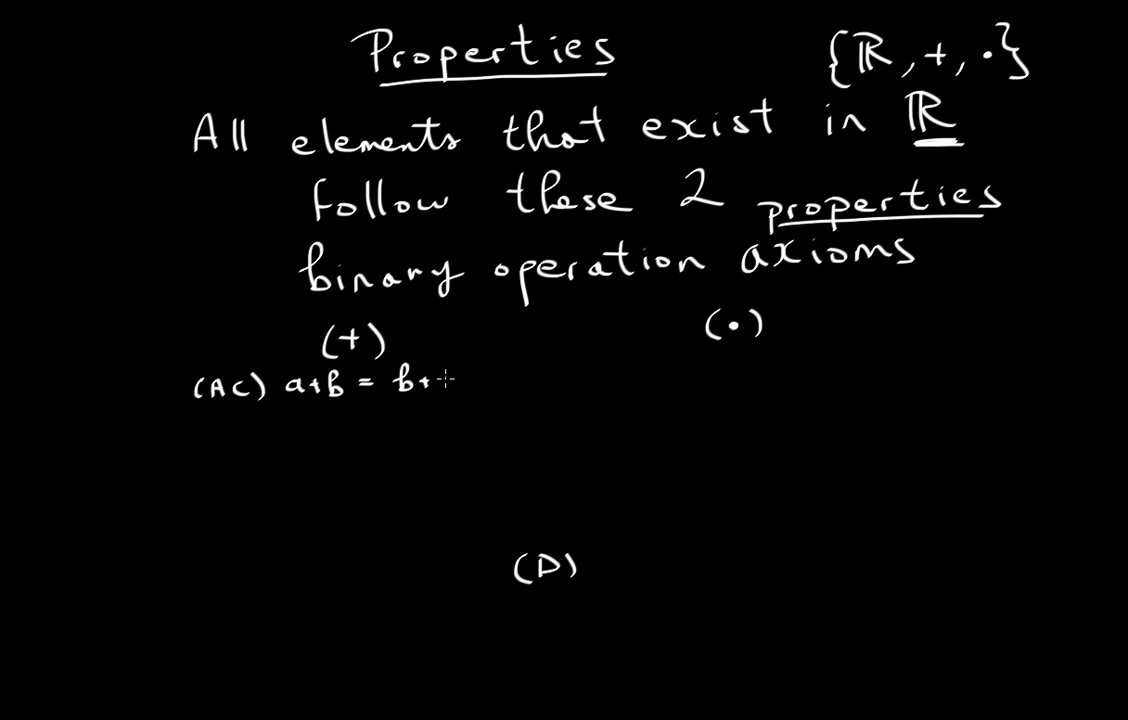 Properties {ℝ, +, ·}
All elements that exist in ℝ
follow these 2 properties
binary operation axioms
(+) (·)
(AC) a+b = b+
(D)